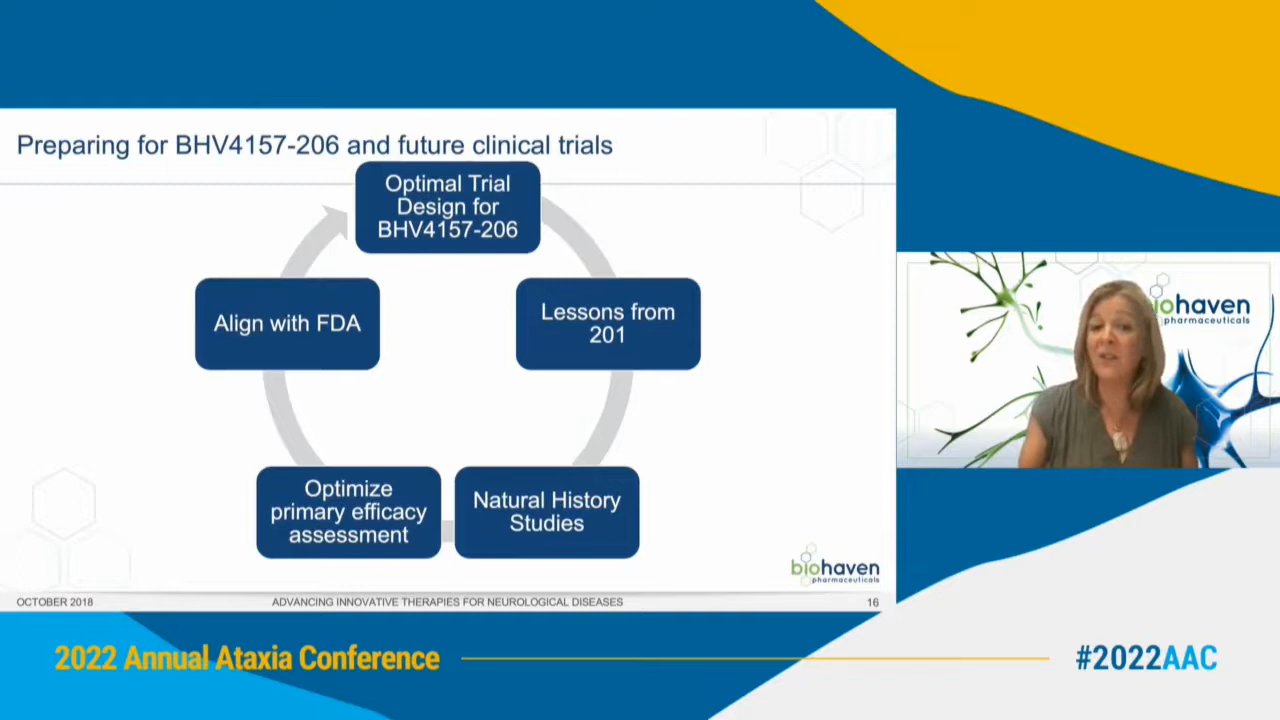 Preparing for BHV4157-206 and future clinical trials
Optimal Trial
Design for
BHV4157-206
Align with FDA
Lessons from
201
Optimize
primary efficacy
assessment
Natural History
Studies
biohaven
pharmaceuticals
OCTOBER 2018
ADVANCING INNOVATIVE THERAPIES FOR NEUROLOGICAL DISEASES
16
iohaven
pharmaceuticals
2022 Annual Ataxia Conference
#2022AAC